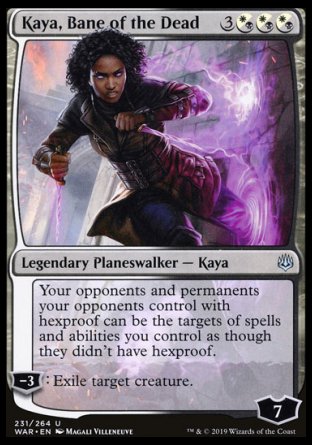 Kaya, Bane of the Dead 3
Legendary Planeswalker — Kaya
Your opponents and permanents
your opponents control with
hexproof can be the targets of spells
and abilities you control as though
they didn't have hexproof.
-3 : Exile target creature.
7
231/264 U
WAR • EN Magali Villeneuve ™ & © 2019 Wizards of the Coast